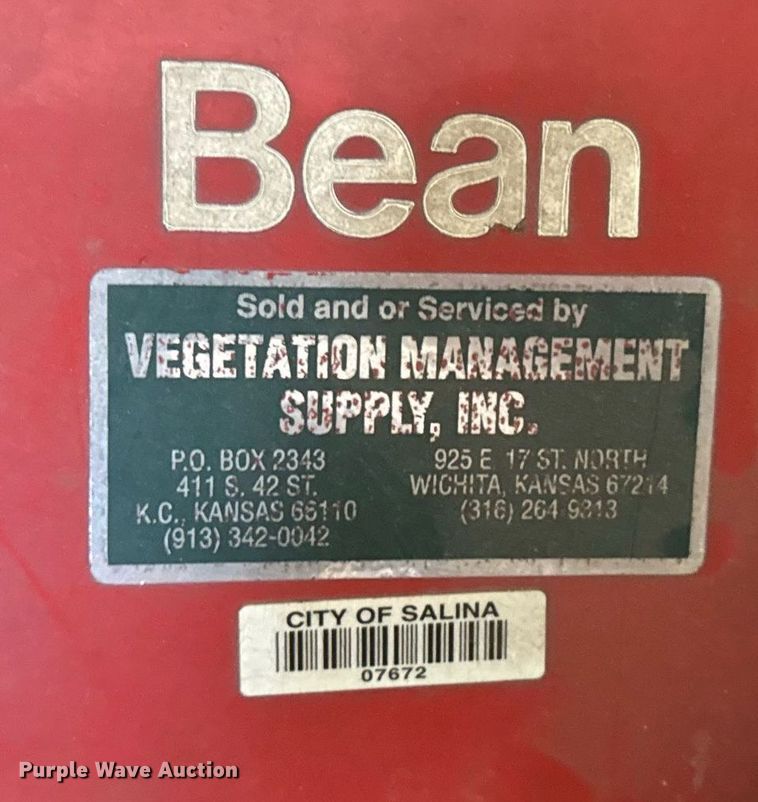 Bean
Sold and or Serviced by
VEGETATION MANAGEMENT
SUPPLY, INC.
P.O. BOX 2343
411 S. 42 ST.
K.C., KANSAS 66110
(913) 342-0042
925 E. 17 ST. NORTH
WICHITA, KANSAS 67214
(316) 264-9313
CITY OF SALINA
07672
Purple Wave Auction